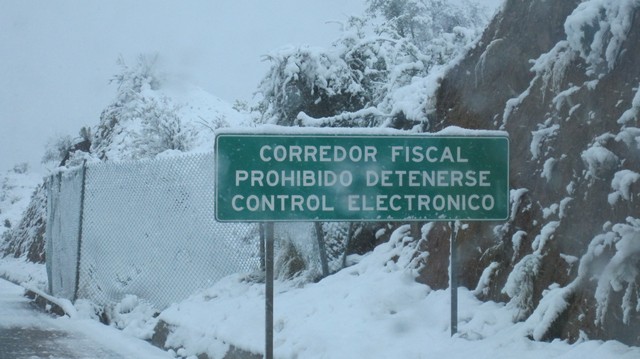 CORREDOR FISCAL
PROHIBIDO DETENERSE
CONTROL ELECTRONICO